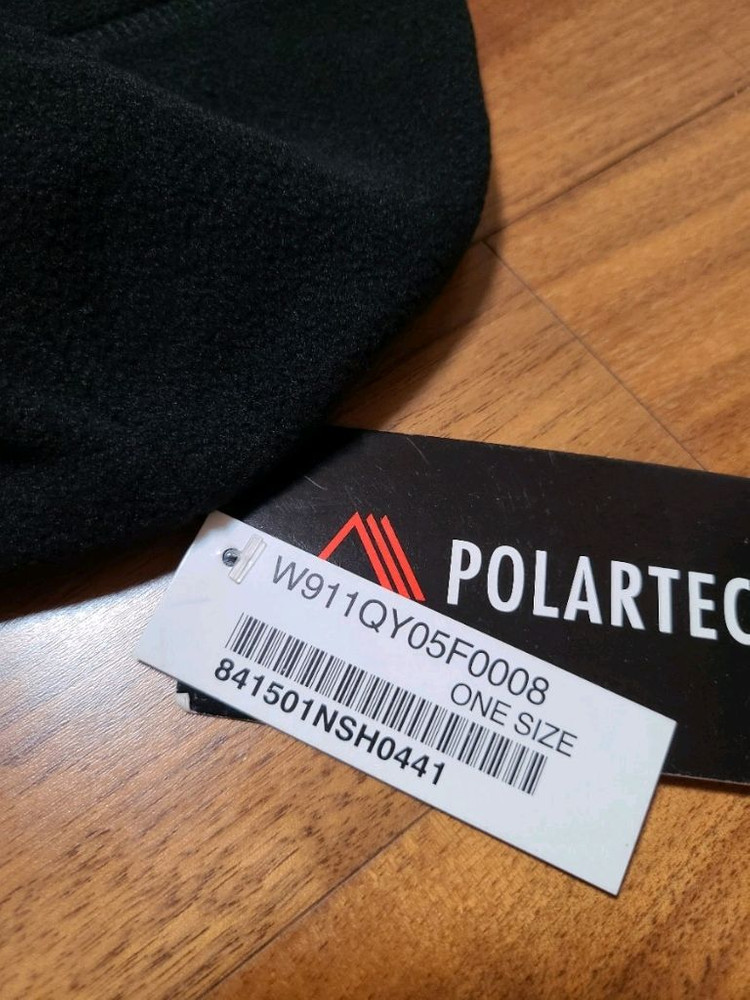 POLARTEC
W911QY05F0008
ONE SIZE
841501NSH0441